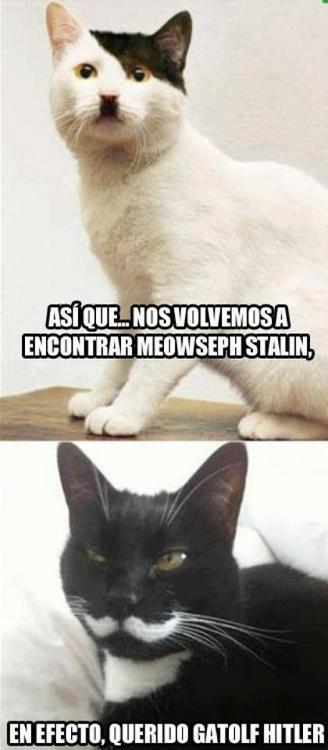 ASÍ QUE... NOS VOLVEMOS A
ENCONTRAR MEOWSEPH STALIN,
EN EFECTO, QUERIDO GATOLF HITLER